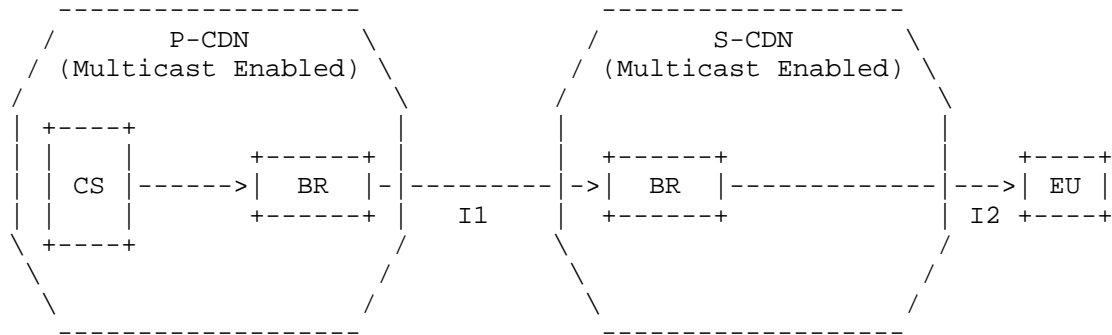 P-CDN S-CDN
(Multicast Enabled) (Multicast Enabled)
CS BR BR EU
I1 I2